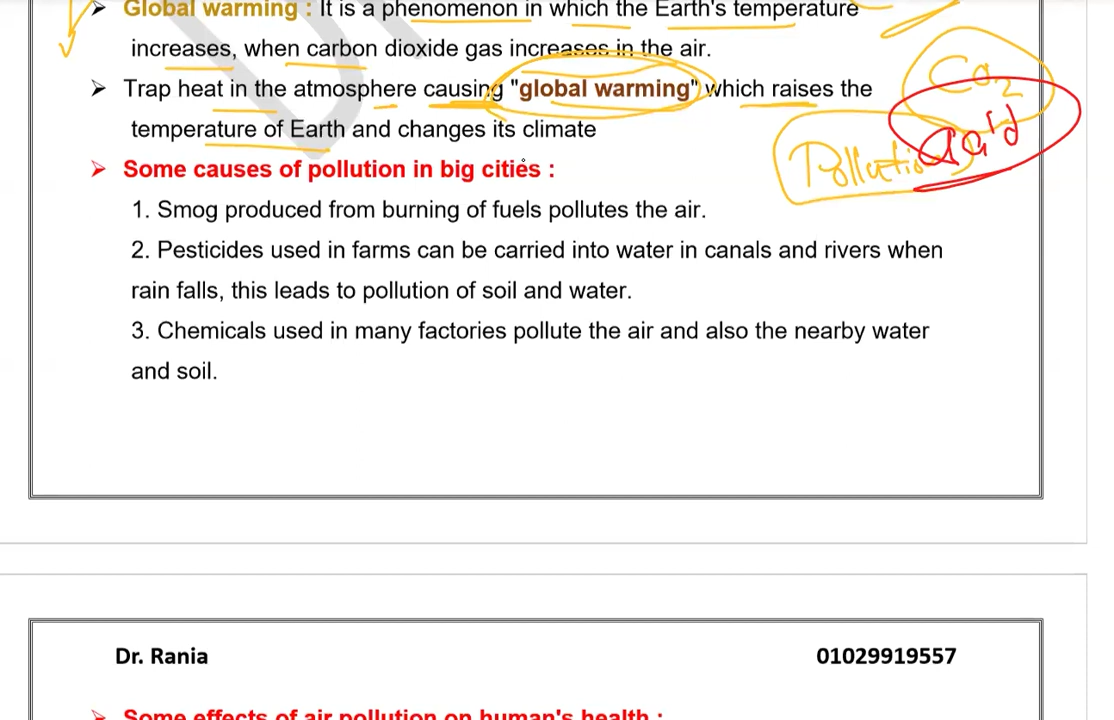 ➤ Global warming : It is a phenomenon in which the Earth's temperature
increases, when carbon dioxide gas increases in the air.
➤ Trap heat in the atmosphere causing "global warming" which raises the
temperature of Earth and changes its climate
CO2
Pollution
acid
➤ Some causes of pollution in big cities :
1. Smog produced from burning of fuels pollutes the air.
2. Pesticides used in farms can be carried into water in canals and rivers when
rain falls, this leads to pollution of soil and water.
3. Chemicals used in many factories pollute the air and also the nearby water
and soil.
Dr. Rania 01029919557
➤ Some effects of air pollution on human's health :